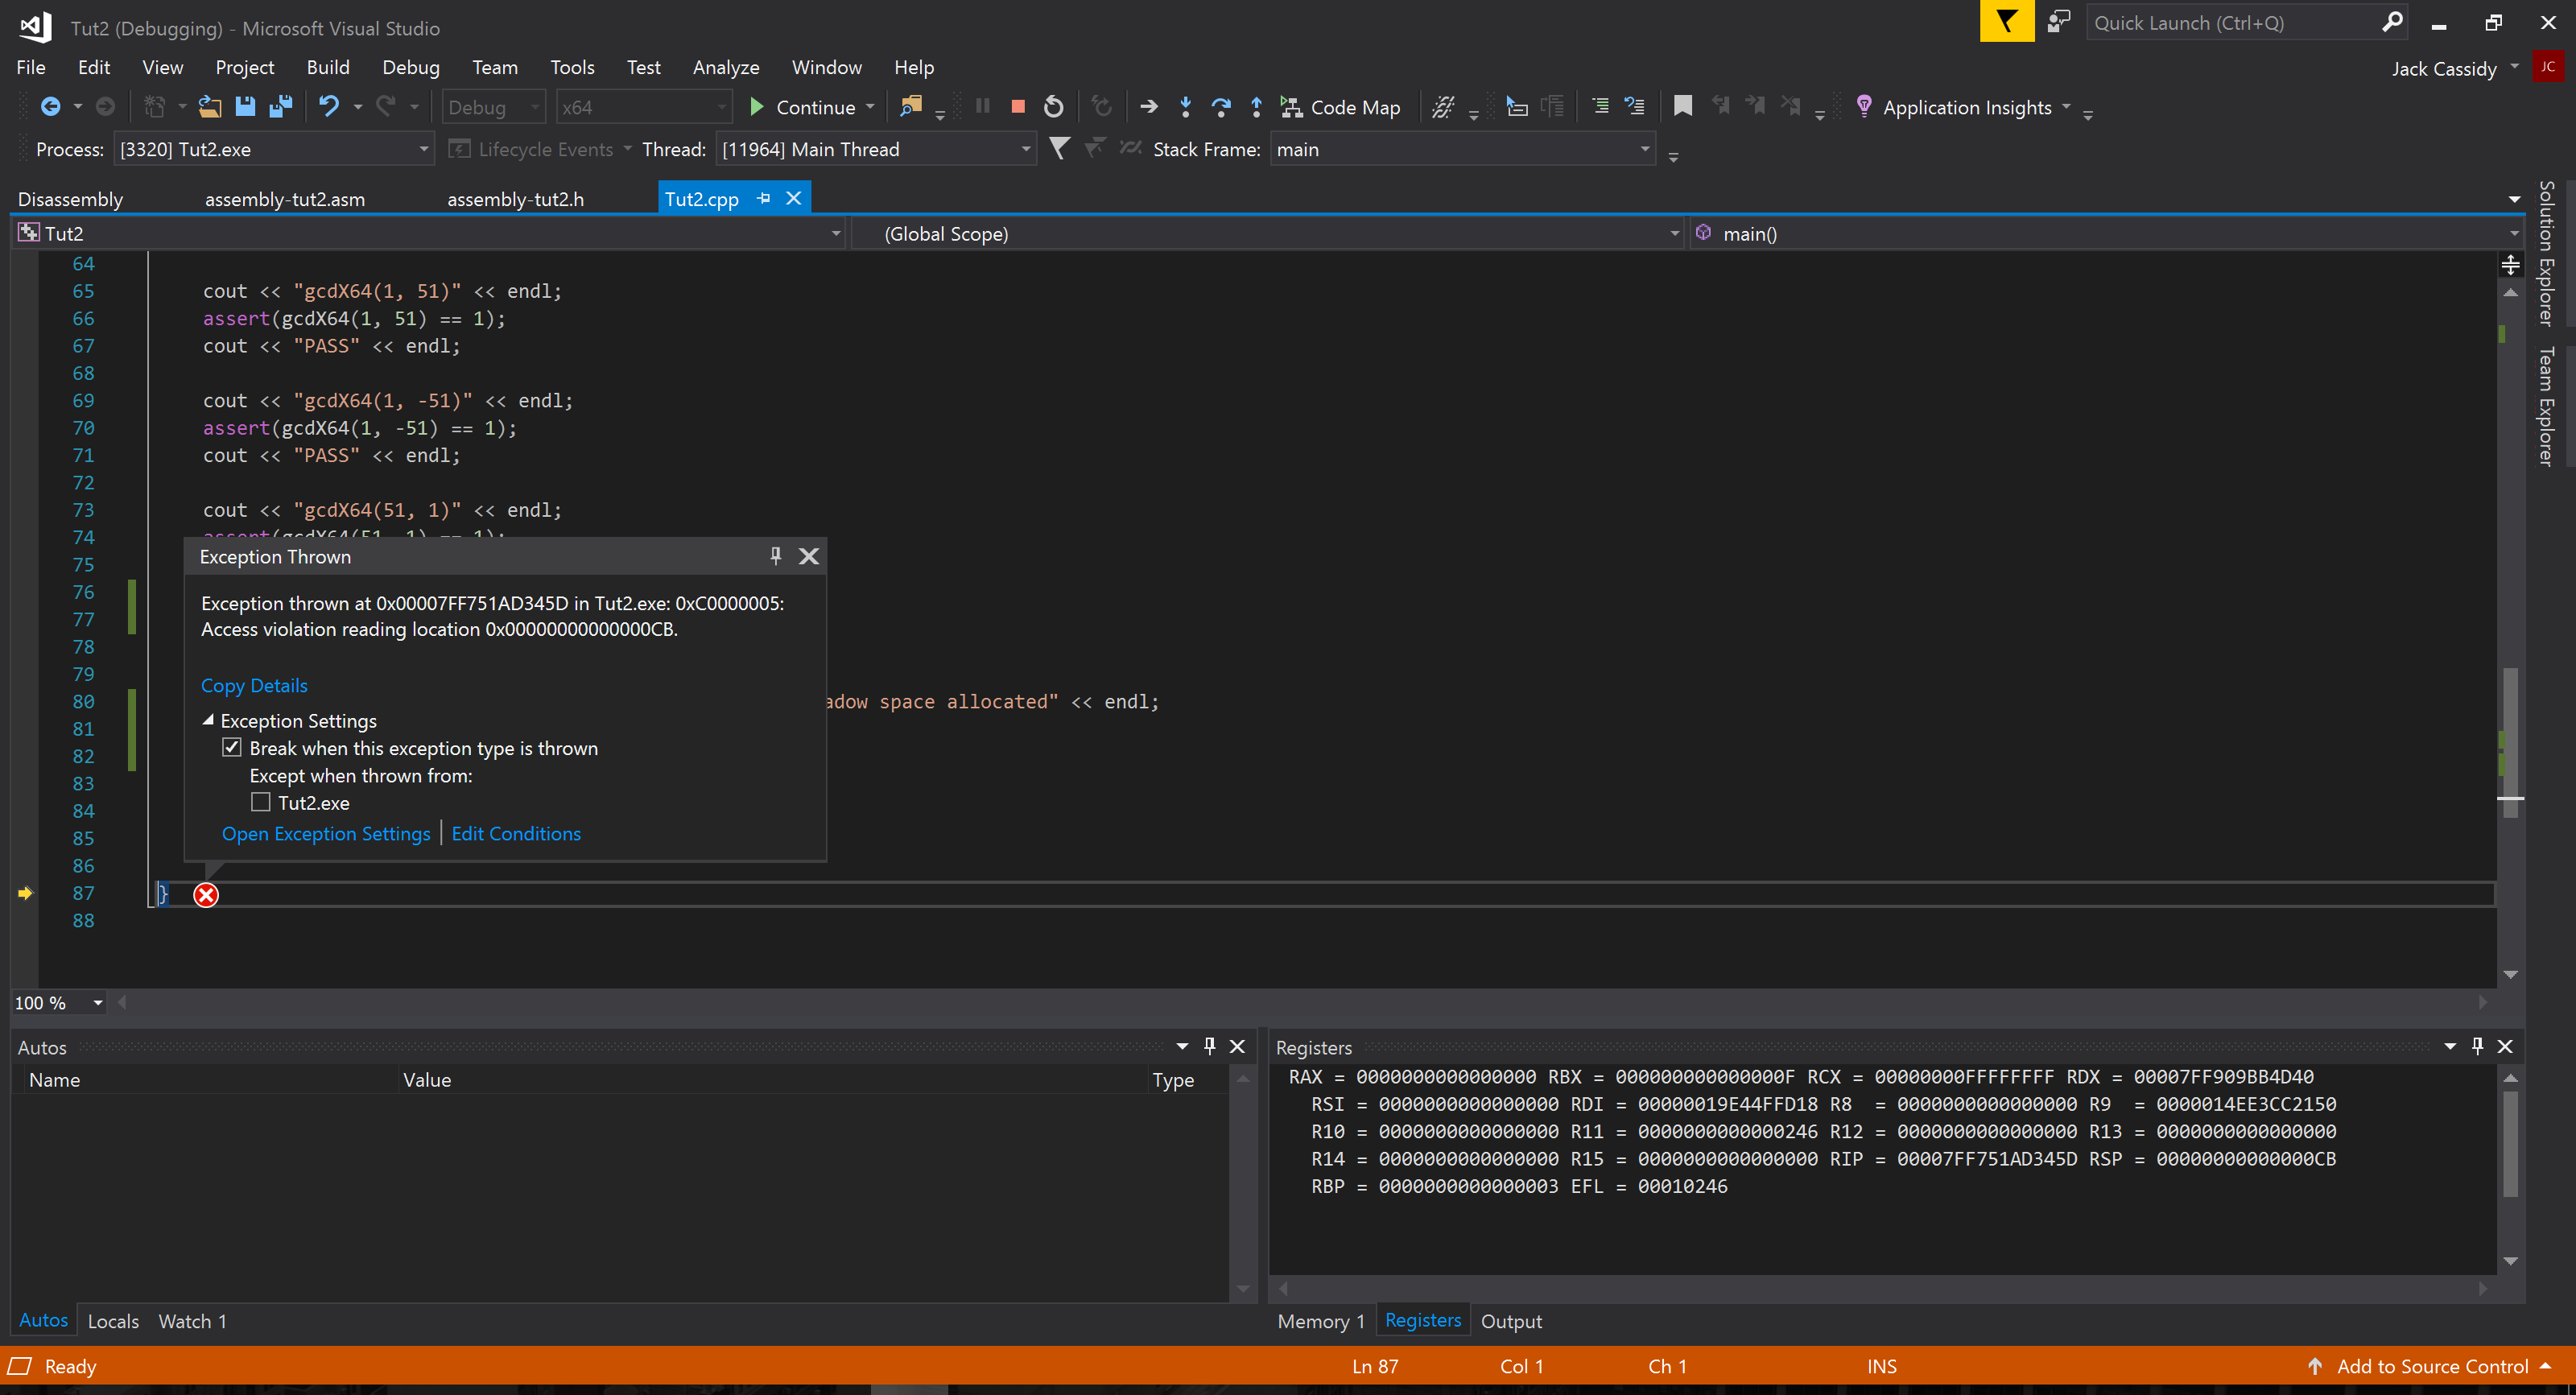 Tut2 (Debugging) - Microsoft Visual Studio
Quick Launch (Ctrl+Q)
File Edit View Project Build Debug Team Tools Test Analyze Window Help
Jack Cassidy JC
Debug x64 Continue Code Map Application Insights
Process: [3320] Tut2.exe Lifecycle Events Thread: [11964] Main Thread Stack Frame: main
Disassembly assembly-tut2.asm assembly-tut2.h Tut2.cpp
Tut2 (Global Scope) main()
Solution Explorer
Team Explorer
64
65 cout << "gcdX64(1, 51)" << endl;
66 assert(gcdX64(1, 51) == 1);
67 cout << "PASS" << endl;
68
69 cout << "gcdX64(1, -51)" << endl;
70 assert(gcdX64(1, -51) == 1);
71 cout << "PASS" << endl;
72
73 cout << "gcdX64(51, 1)" << endl;
74 assert(gcdX64(51, 1) == 1);
75
76
77
78
79
80 adow space allocated" << endl;
81
82
83
84
85
86
87 }
88
Exception Thrown
Exception thrown at 0x00007FF751AD345D in Tut2.exe: 0xC0000005:
Access violation reading location 0x00000000000000CB.
Copy Details
Exception Settings
Break when this exception type is thrown
Except when thrown from:
Tut2.exe
Open Exception Settings | Edit Conditions
100 %
Autos
Name Value Type
Autos Locals Watch 1
Registers
RAX = 0000000000000000 RBX = 000000000000000F RCX = 00000000FFFFFFFF RDX = 00007FF909BB4D40
RSI = 0000000000000000 RDI = 00000019E44FFD18 R8 = 0000000000000000 R9 = 0000014EE3CC2150
R10 = 0000000000000000 R11 = 0000000000000246 R12 = 0000000000000000 R13 = 0000000000000000
R14 = 0000000000000000 R15 = 0000000000000000 RIP = 00007FF751AD345D RSP = 00000000000000CB
RBP = 0000000000000003 EFL = 00010246
Memory 1 Registers Output
Ready Ln 87 Col 1 Ch 1 INS Add to Source Control